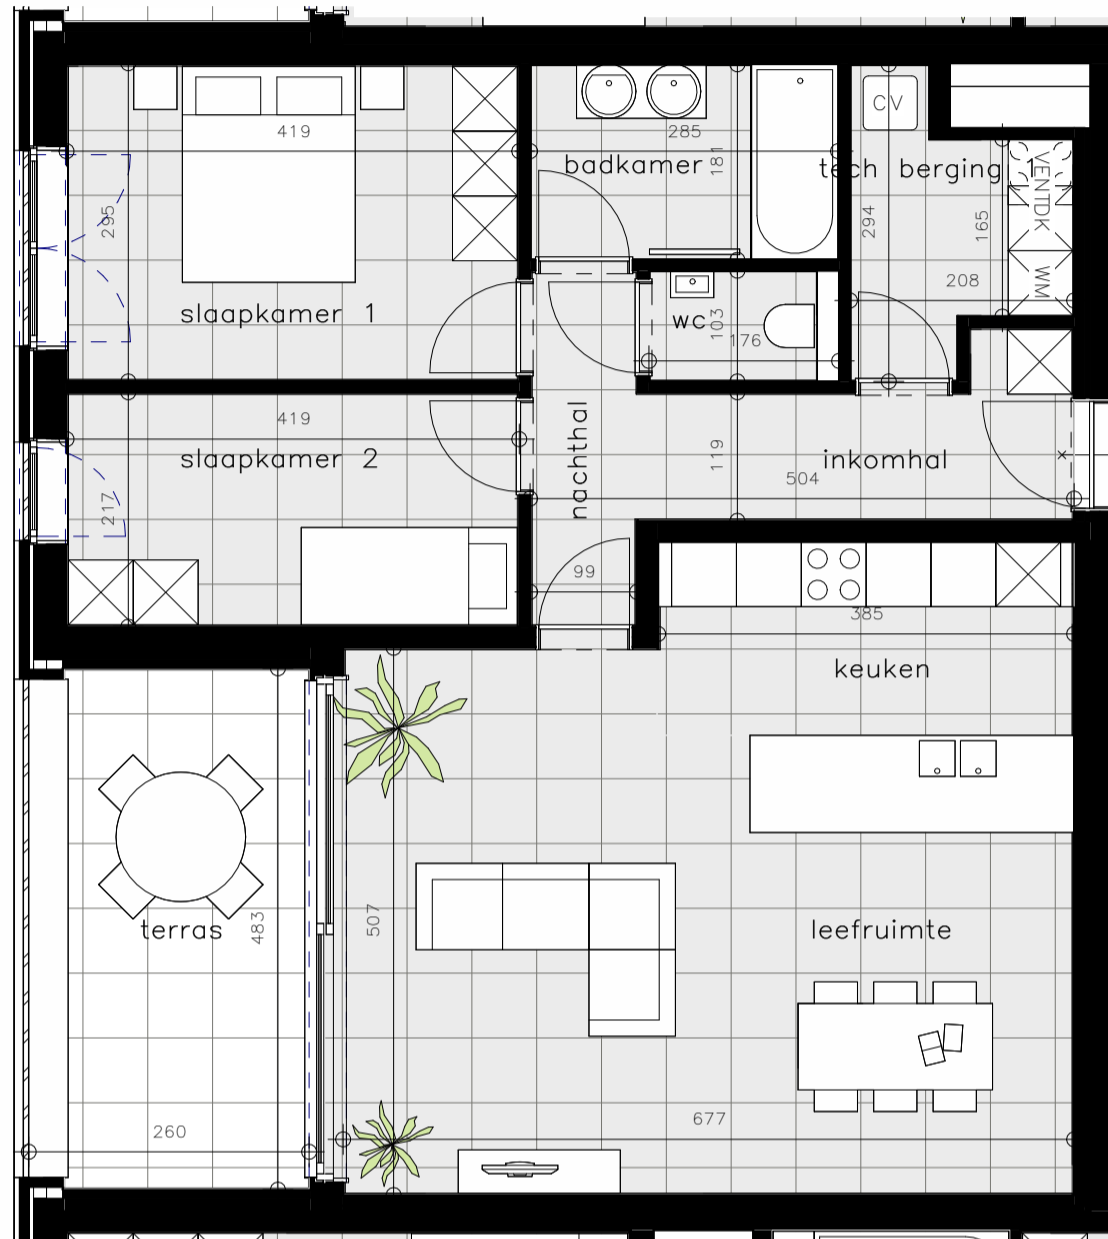 CV
419
285
badkamer
181
tech berging 1
VENTDK
295
294
165
208
WM
slaapkamer 1
wc
103
176
419
slaapkamer 2
nachthal
119
inkomhal
504
217
99
385
keuken
terras
483
507
leefruimte
260
677